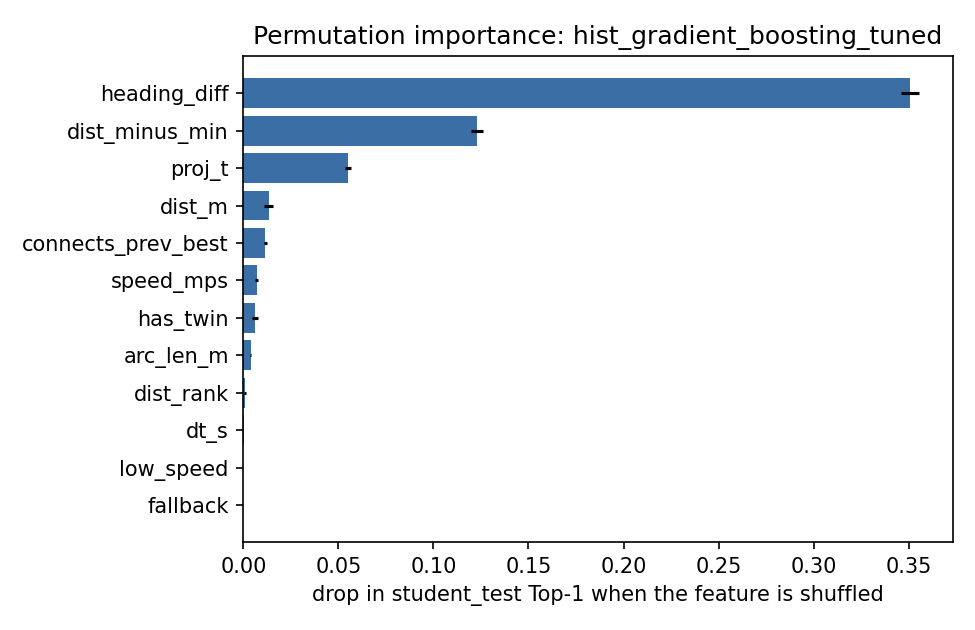 Permutation importance: hist_gradient_boosting_tuned
heading_diff
dist_minus_min
proj_t
dist_m
connects_prev_best
speed_mps
has_twin
arc_len_m
dist_rank
dt_s
low_speed
fallback
0.00 0.05 0.10 0.15 0.20 0.25 0.30 0.35
drop in student_test Top-1 when the feature is shuffled